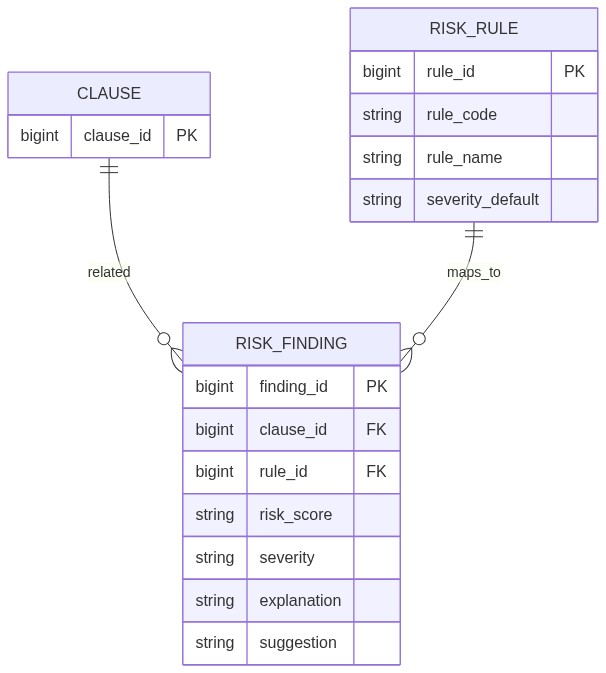 RISK_RULE
bigint rule_id PK
string rule_code
string rule_name
string severity_default
CLAUSE
bigint clause_id PK
related
maps_to
RISK_FINDING
bigint finding_id PK
bigint clause_id FK
bigint rule_id FK
string risk_score
string severity
string explanation
string suggestion